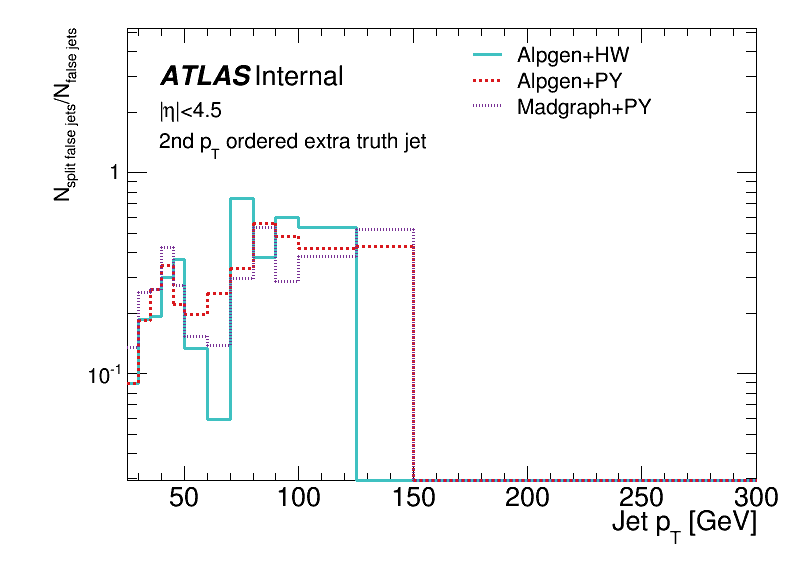 N_split false jets/N_false jets
ATLAS Internal
|η|<4.5
2nd p_T ordered extra truth jet
Alpgen+HW
Alpgen+PY
Madgraph+PY
1
10^-1
50 100 150 200 250 300
Jet p_T [GeV]